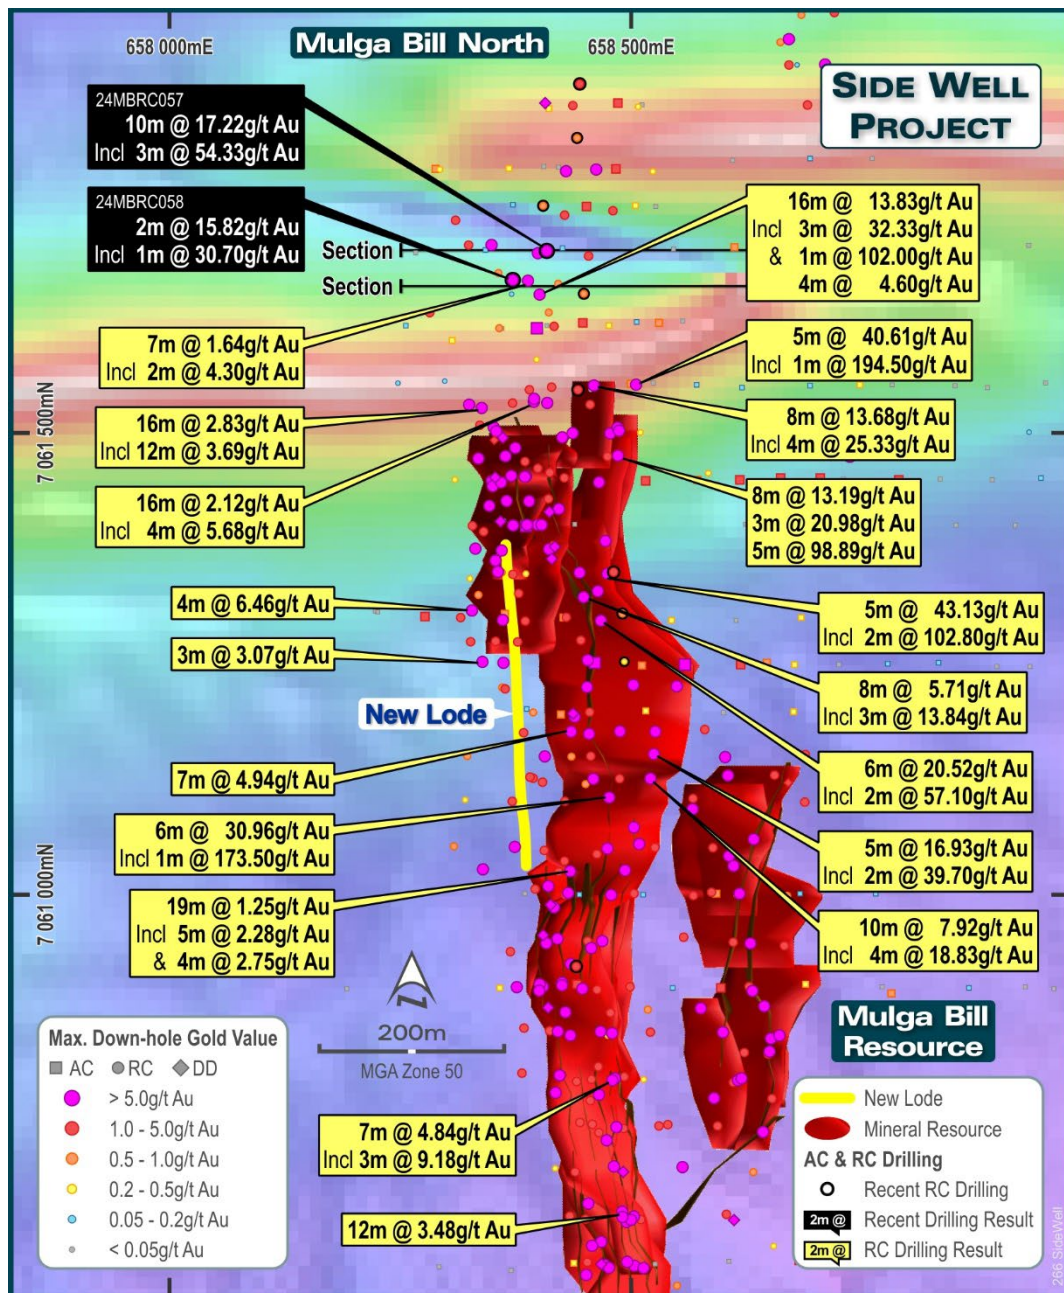 658 000mE
Mulga Bill North
658 500mE
SIDE WELL
PROJECT
24MBRC057
10m @ 17.22g/t Au
Incl 3m @ 54.33g/t Au
24MBRC058
2m @ 15.82g/t Au
Incl 1m @ 30.70g/t Au
Section
Section
16m @ 13.83g/t Au
Incl 3m @ 32.33g/t Au
& 1m @ 102.00g/t Au
4m @ 4.60g/t Au
7m @ 1.64g/t Au
Incl 2m @ 4.30g/t Au
5m @ 40.61g/t Au
Incl 1m @ 194.50g/t Au
7 061 500mN
16m @ 2.83g/t Au
Incl 12m @ 3.69g/t Au
8m @ 13.68g/t Au
Incl 4m @ 25.33g/t Au
16m @ 2.12g/t Au
Incl 4m @ 5.68g/t Au
8m @ 13.19g/t Au
3m @ 20.98g/t Au
5m @ 98.89g/t Au
4m @ 6.46g/t Au
5m @ 43.13g/t Au
Incl 2m @ 102.80g/t Au
3m @ 3.07g/t Au
8m @ 5.71g/t Au
Incl 3m @ 13.84g/t Au
New Lode
7m @ 4.94g/t Au
6m @ 20.52g/t Au
Incl 2m @ 57.10g/t Au
6m @ 30.96g/t Au
Incl 1m @ 173.50g/t Au
5m @ 16.93g/t Au
Incl 2m @ 39.70g/t Au
7 061 000mN
19m @ 1.25g/t Au
Incl 5m @ 2.28g/t Au
& 4m @ 2.75g/t Au
10m @ 7.92g/t Au
Incl 4m @ 18.83g/t Au
N
200m
MGA Zone 50
Mulga Bill
Resource
Max. Down-hole Gold Value
AC RC DD
> 5.0g/t Au
1.0 - 5.0g/t Au
0.5 - 1.0g/t Au
0.2 - 0.5g/t Au
0.05 - 0.2g/t Au
< 0.05g/t Au
7m @ 4.84g/t Au
Incl 3m @ 9.18g/t Au
12m @ 3.48g/t Au
New Lode
Mineral Resource
AC & RC Drilling
Recent RC Drilling
2m @ Recent Drilling Result
2m @ RC Drilling Result
266 SideWell